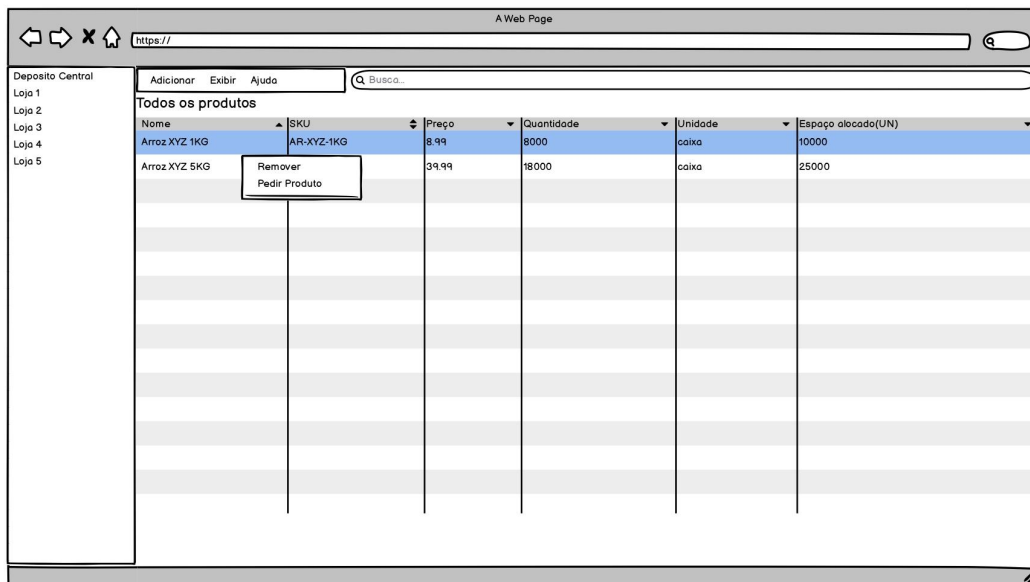 A Web Page
https://
Deposito Central
Loja 1
Loja 2
Loja 3
Loja 4
Loja 5
Adicionar Exibir Ajuda
Busca...
Todos os produtos
Nome SKU Preço Quantidade Unidade Espaço alocado(UN)
Arroz XYZ 1KG AR-XYZ-1KG 8.99 8000 caixa 10000
Arroz XYZ 5KG 39.99 18000 caixa 25000
Remover
Pedir Produto